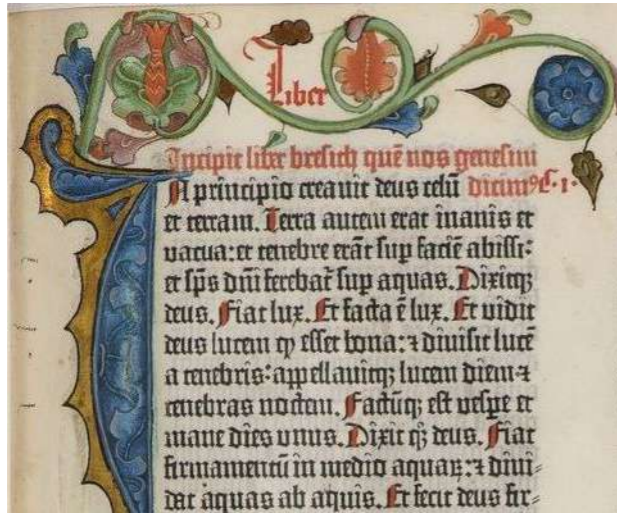 Liber
Incipit liber bresich quē nos genesim
In principio creavit deus celū dicim⁹ C. 1.
et terram. Terra autem erat inanis et
vacua: et tenebre erāt sup faciē abissi:
et sp̄s dn̄i ferebat̄ sup aquas. Dixitq;
deus. Fiat lux. Et facta ē lux. Et vidit
deus lucem qꝫ esset bona: ⁊ divisit lucē
a tenebris: appellavitq; lucem diem ⁊
tenebras noctem. Factūq; est vespe et
mane dies unus. Dixit qꝫ deus. Fiat
firmamentū in medio aquaꝝ: ⁊ divi-
dat aquas ab aquis. Et fecit deus fir-